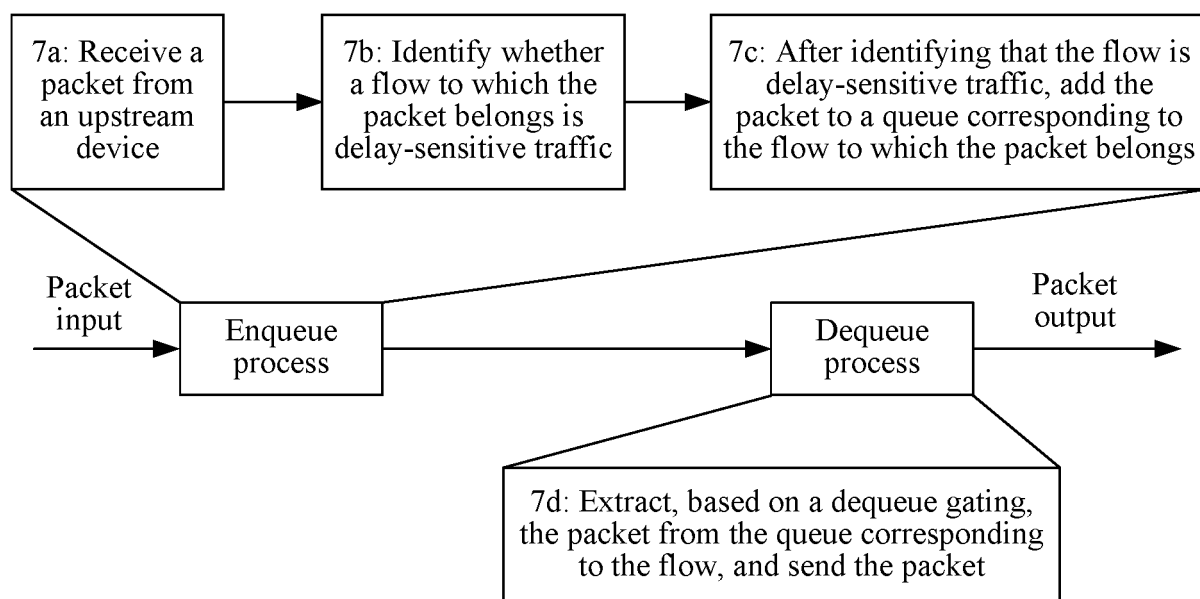 7a: Receive a
packet from
an upstream
device
7b: Identify whether
a flow to which the
packet belongs is
delay-sensitive traffic
7c: After identifying that the flow is
delay-sensitive traffic, add the
packet to a queue corresponding to
the flow to which the packet belongs
Packet
input
Enqueue
process
Dequeue
process
Packet
output
7d: Extract, based on a dequeue gating,
the packet from the queue corresponding
to the flow, and send the packet